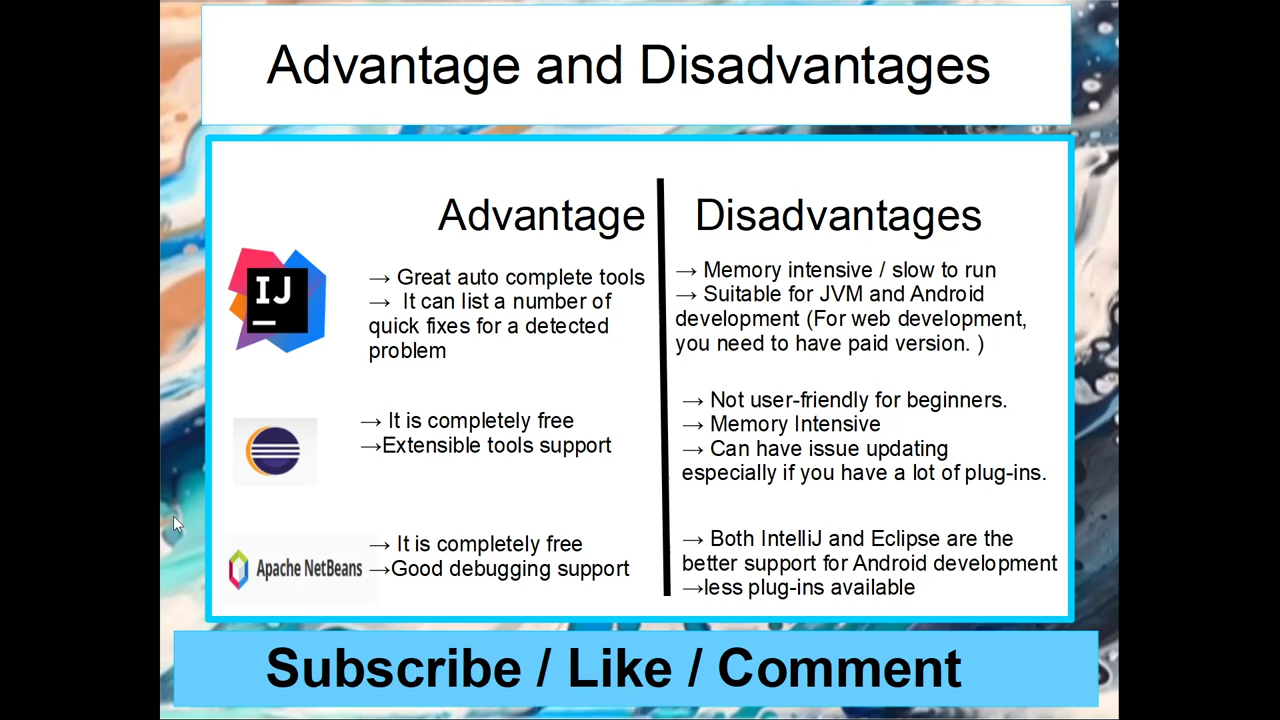 Advantage and Disadvantages
Advantage
Disadvantages
IJ
→ Great auto complete tools
→ It can list a number of
quick fixes for a detected
problem
→ Memory intensive / slow to run
→ Suitable for JVM and Android
development (For web development,
you need to have paid version. )
→ It is completely free
→Extensible tools support
→ Not user-friendly for beginners.
→ Memory Intensive
→ Can have issue updating
especially if you have a lot of plug-ins.
Apache NetBeans
→ It is completely free
→Good debugging support
→ Both IntelliJ and Eclipse are the
better support for Android development
→less plug-ins available
Subscribe / Like / Comment